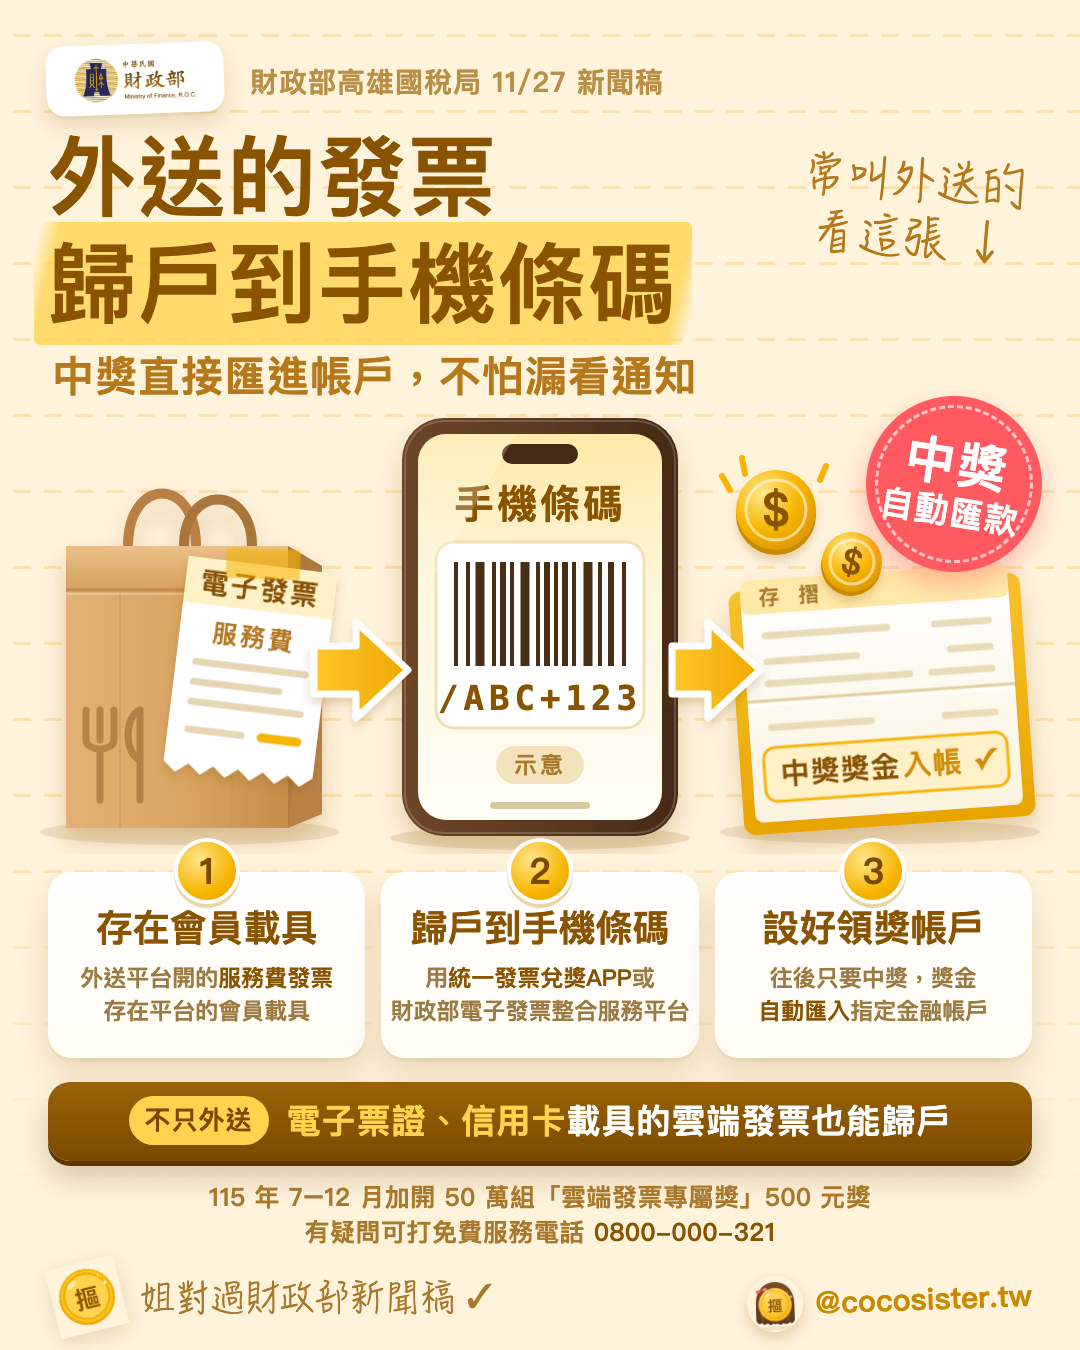 中華民國
財政部
Ministry of Finance, R.O.C.
財政部高雄國稅局 11/27 新聞稿
外送的發票
歸戶到手機條碼
中獎直接匯進帳戶，不怕漏看通知
常叫外送的
看這張 ↓
電子發票
服務費
手機條碼
/ABC+123
示意
$
$
中獎
自動匯款
存 摺
中獎獎金入帳 ✓
1
存在會員載具
外送平台開的服務費發票
存在平台的會員載具
2
歸戶到手機條碼
用統一發票兌獎APP或
財政部電子發票整合服務平台
3
設好領獎帳戶
往後只要中獎，獎金
自動匯入指定金融帳戶
不只外送 電子票證、信用卡載具的雲端發票也能歸戶
115 年 7–12 月加開 50 萬組「雲端發票專屬獎」500 元獎
有疑問可打免費服務電話 0800-000-321
摳
姐對過財政部新聞稿 ✓
摳
@cocosister.tw